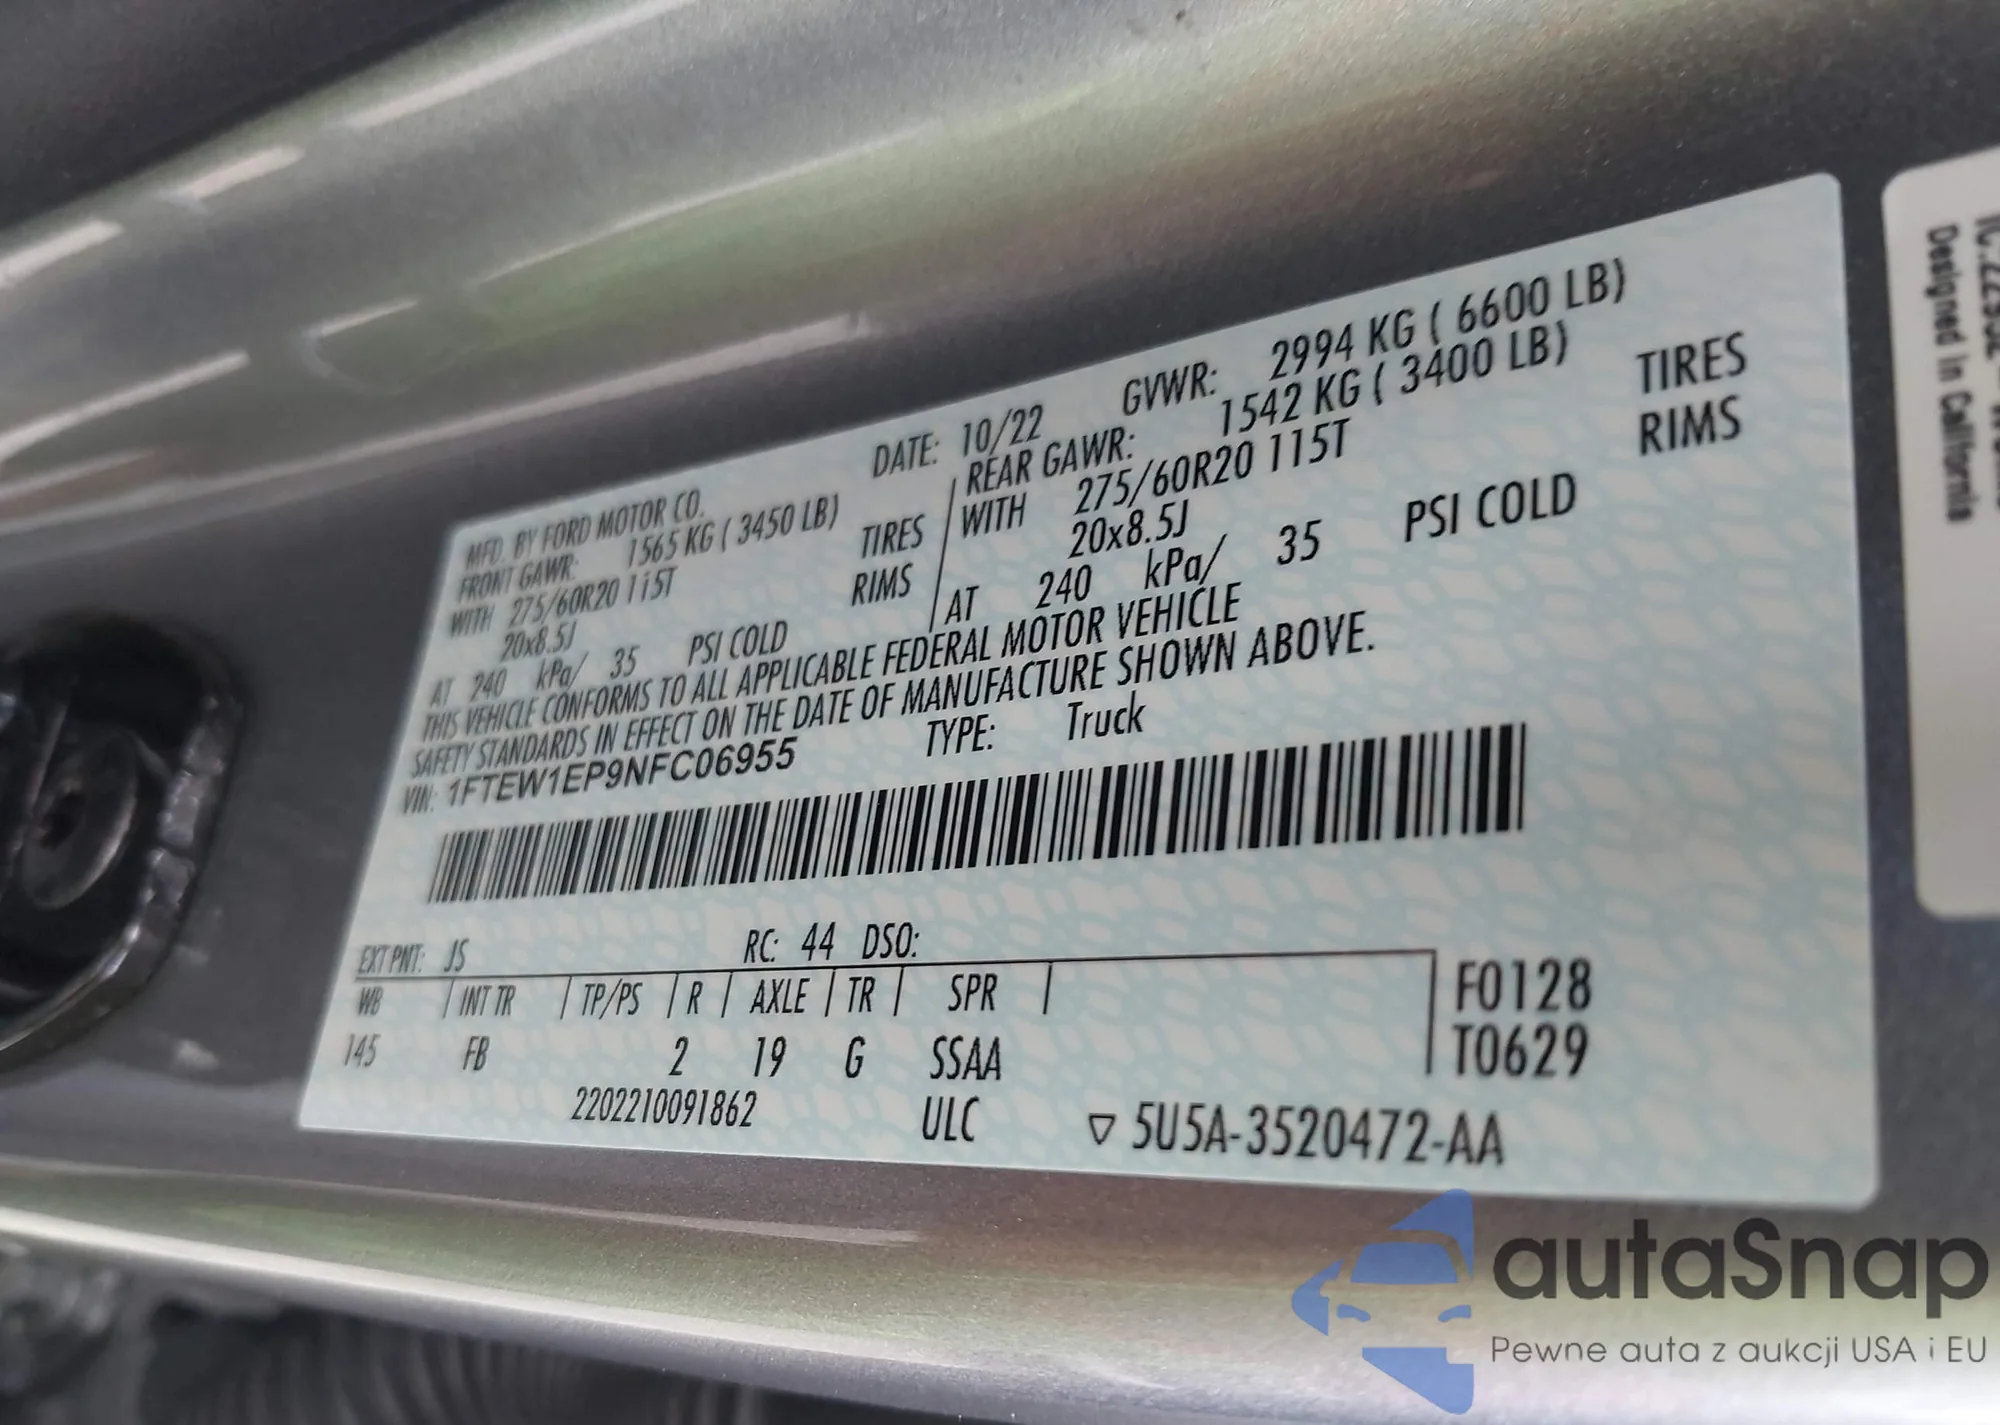 MFD. BY FORD MOTOR CO.
DATE: 10/22
GVWR: 2994 KG ( 6600 LB)
FRONT GAWR: 1565 KG ( 3450 LB)
REAR GAWR: 1542 KG ( 3400 LB)
WITH 275/60R20 115T TIRES
WITH 275/60R20 115T TIRES
20x8.5J RIMS
20x8.5J RIMS
AT 240 kPa/ 35 PSI COLD
AT 240 kPa/ 35 PSI COLD
THIS VEHICLE CONFORMS TO ALL APPLICABLE FEDERAL MOTOR VEHICLE
SAFETY STANDARDS IN EFFECT ON THE DATE OF MANUFACTURE SHOWN ABOVE.
VIN: 1FTEW1EP9NFC06955
TYPE: Truck
EXT PNT: JS RC: 44 DSO:
WB INT TR TP/PS R AXLE TR SPR
F0128
145 FB 2 19 G SSAA
T0629
2202210091862 ULC ▽ 5U5A-3520472-AA
Designed in California
autaSnap
Pewne auta z aukcji USA i EU